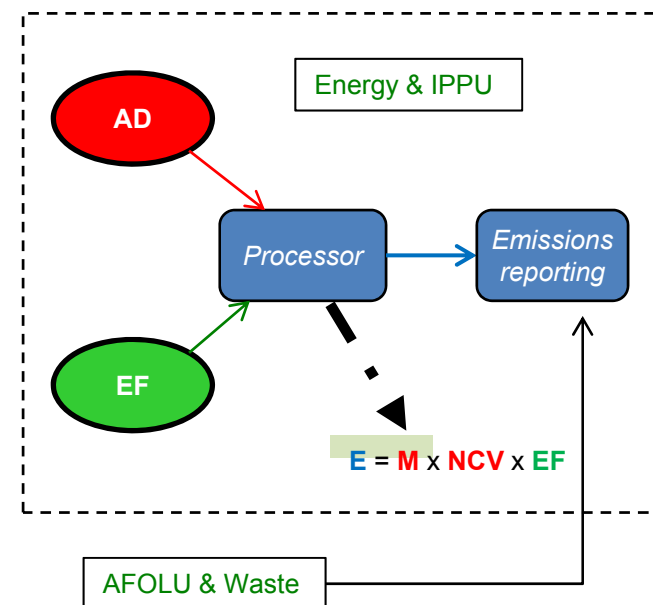 Energy & IPPU
AD
Processor
Emissions
reporting
EF
E = M x NCV x EF
AFOLU & Waste